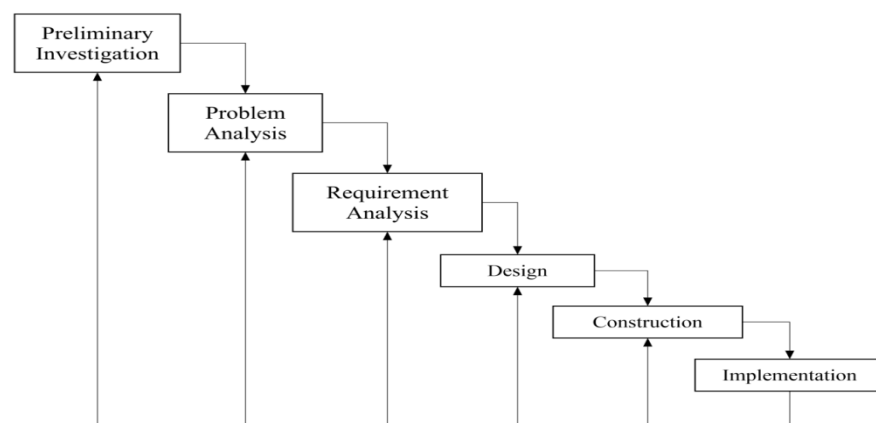 Preliminary
Investigation
Problem
Analysis
Requirement
Analysis
Design
Construction
Implementation